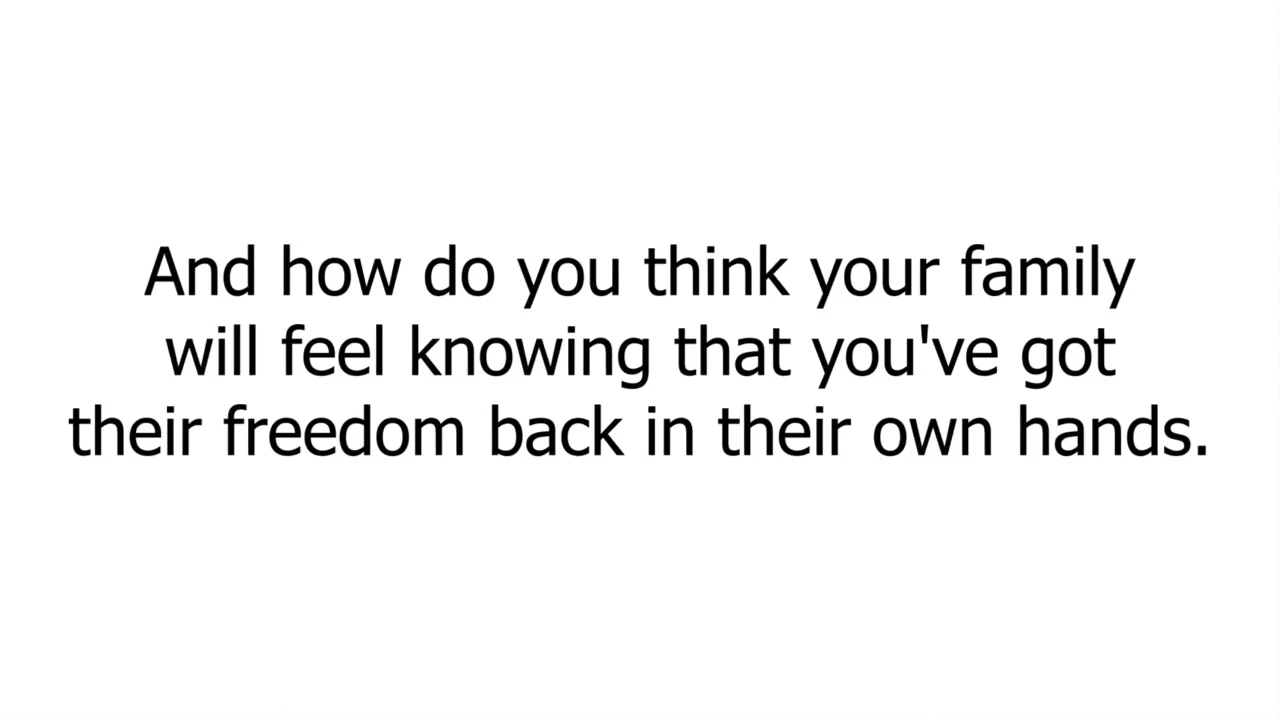 And how do you think your family
will feel knowing that you've got
their freedom back in their own hands.